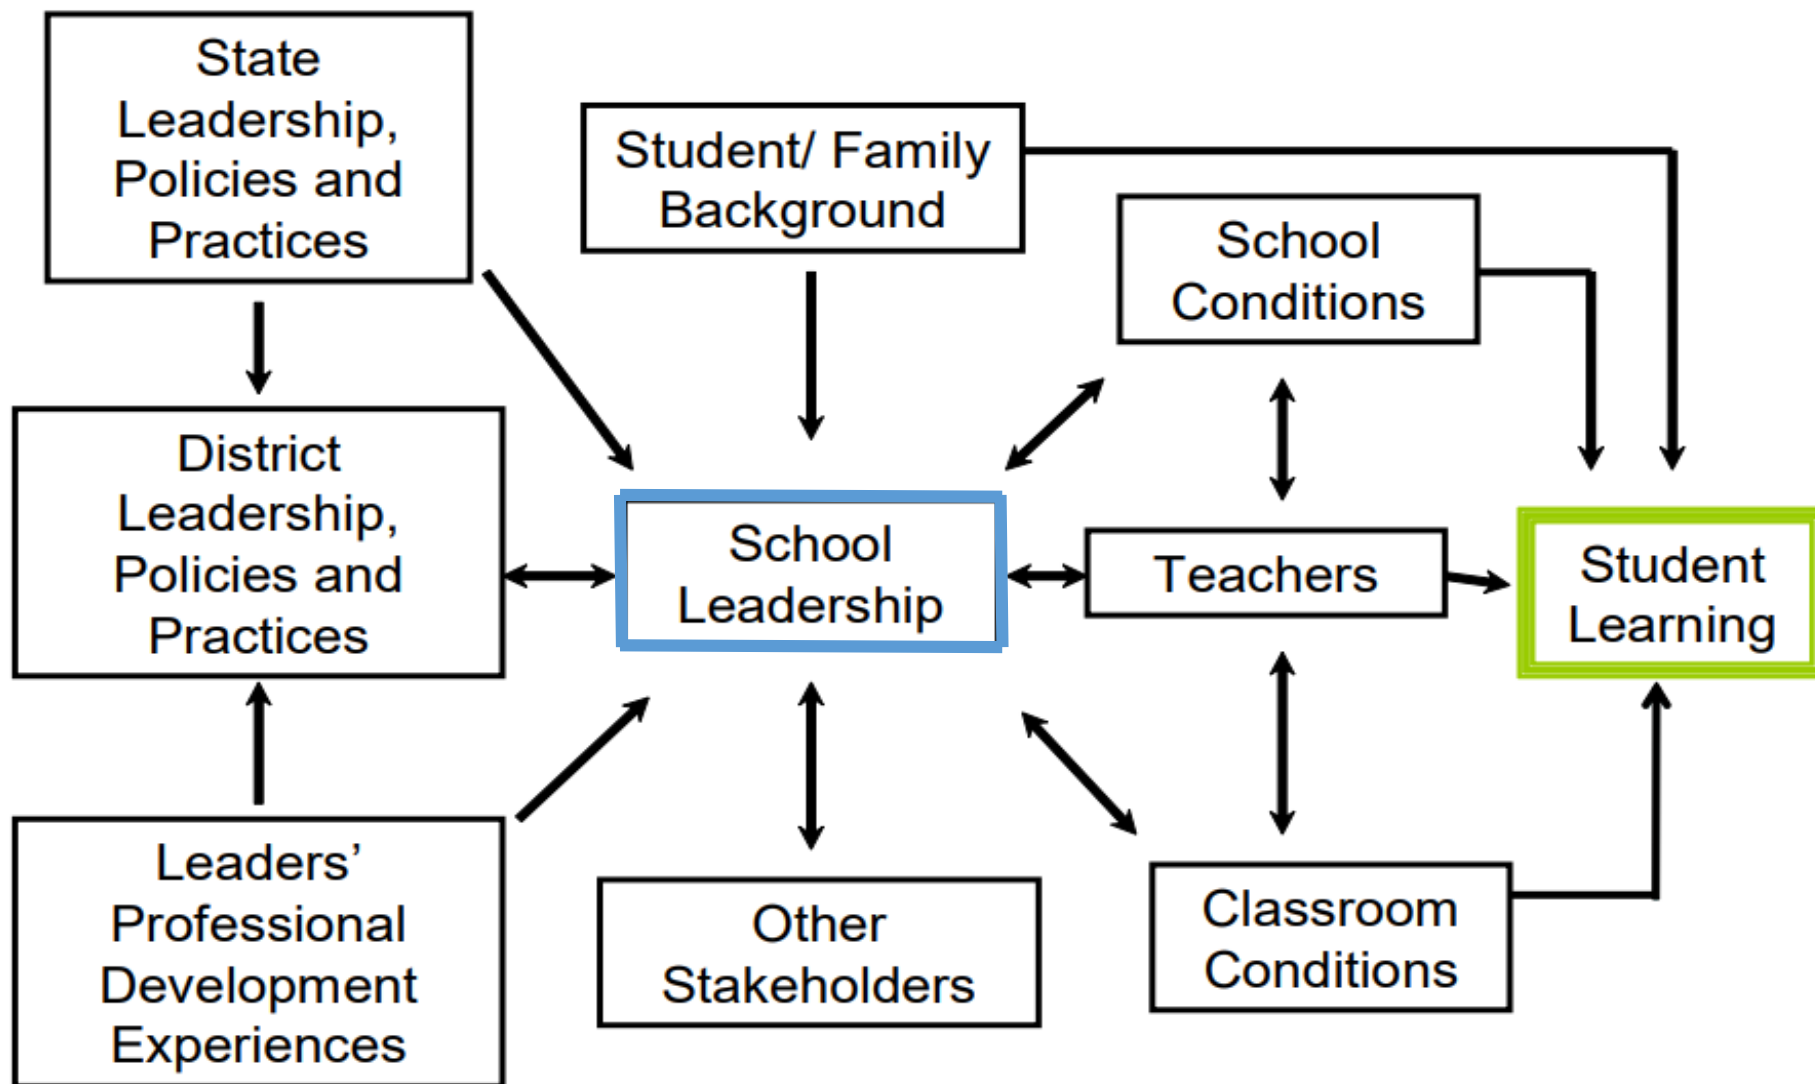 State
Leadership,
Policies and
Practices
Student/ Family
Background
School
Conditions
District
Leadership,
Policies and
Practices
School
Leadership
Teachers
Student
Learning
Leaders’
Professional
Development
Experiences
Other
Stakeholders
Classroom
Conditions